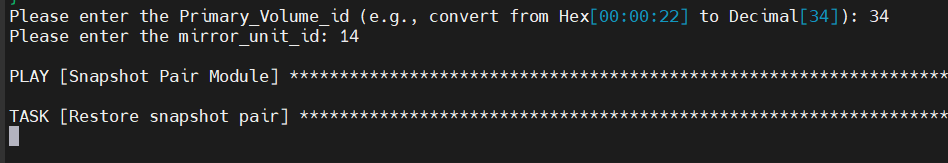 Please enter the Primary_Volume_id (e.g., convert from Hex[00:00:22] to Decimal[34]): 34
Please enter the mirror_unit_id: 14
PLAY [Snapshot Pair Module] ******************************************************************
TASK [Restore snapshot pair] *****************************************************************